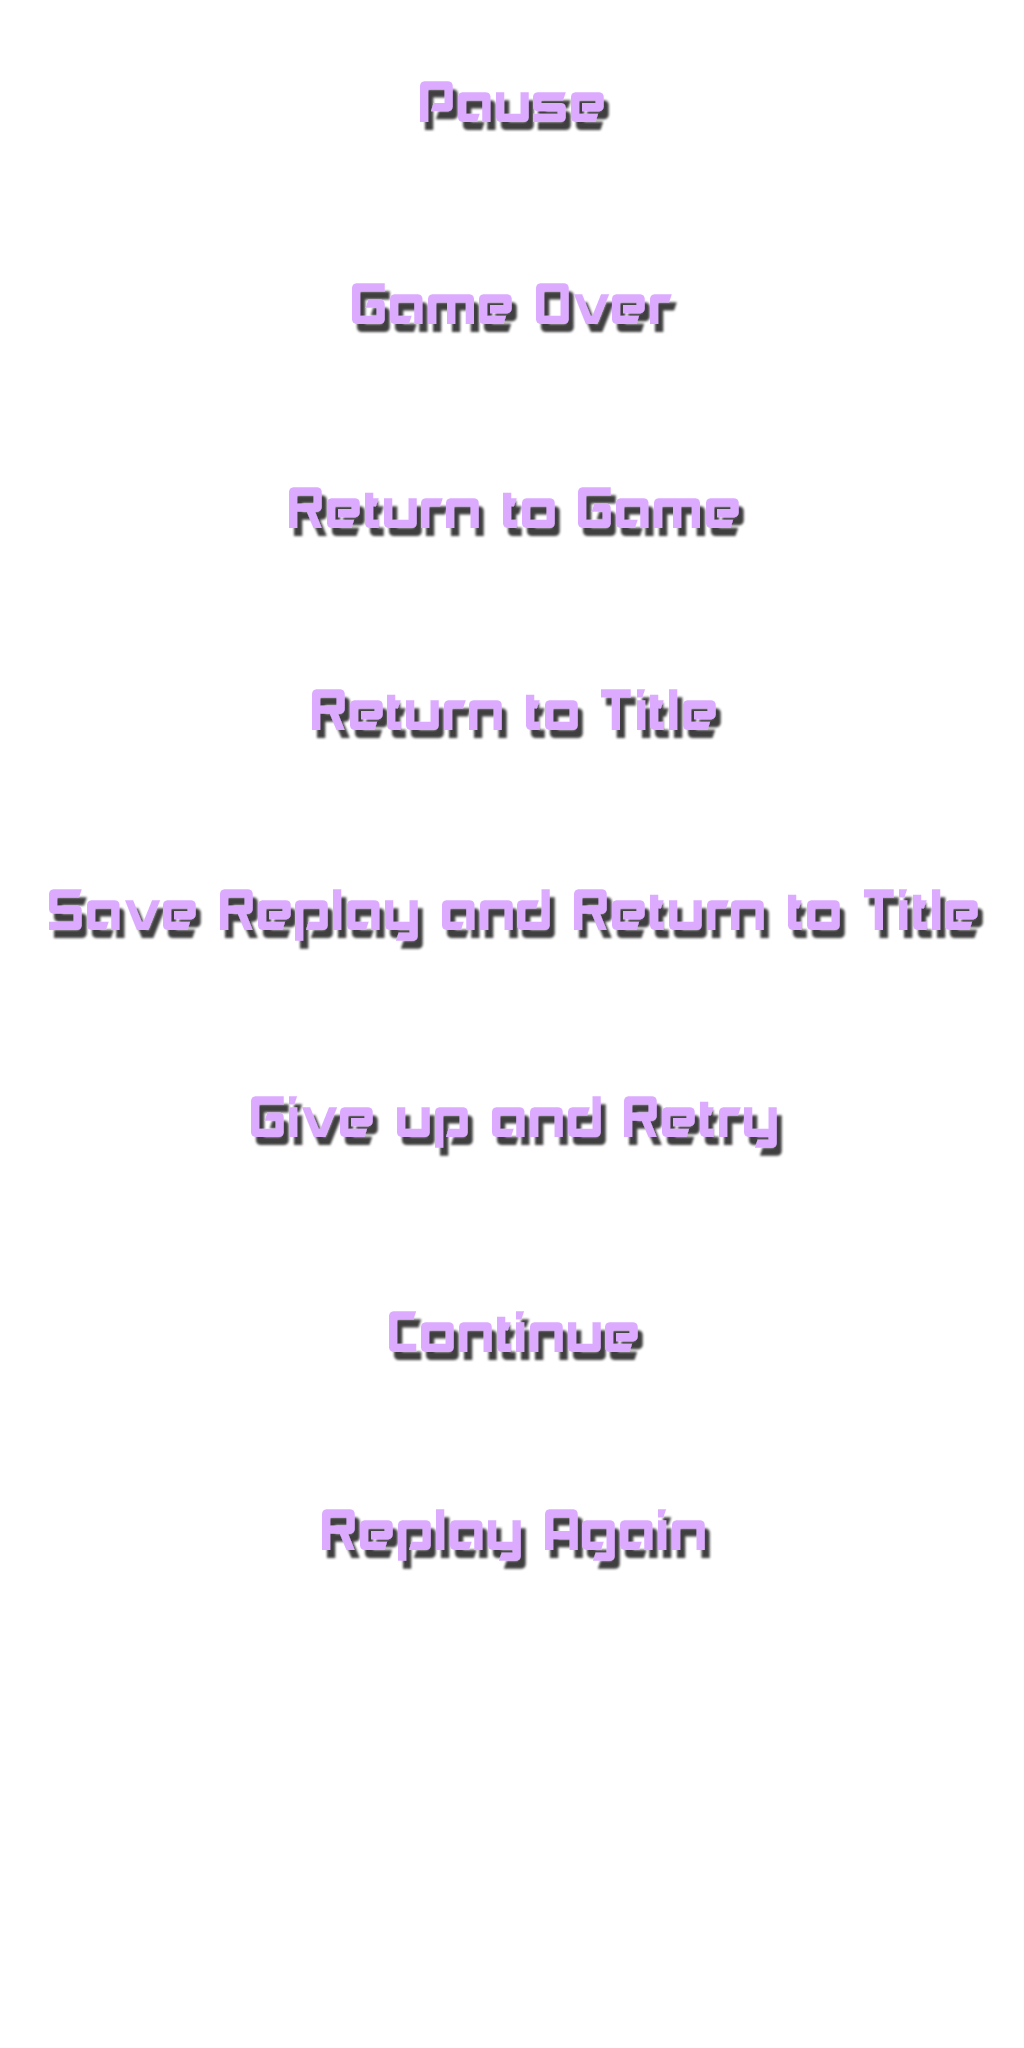 Pause
Game Over
Return to Game
Return to Title
Save Replay and Return to Title
Give up and Retry
Continue
Replay Again